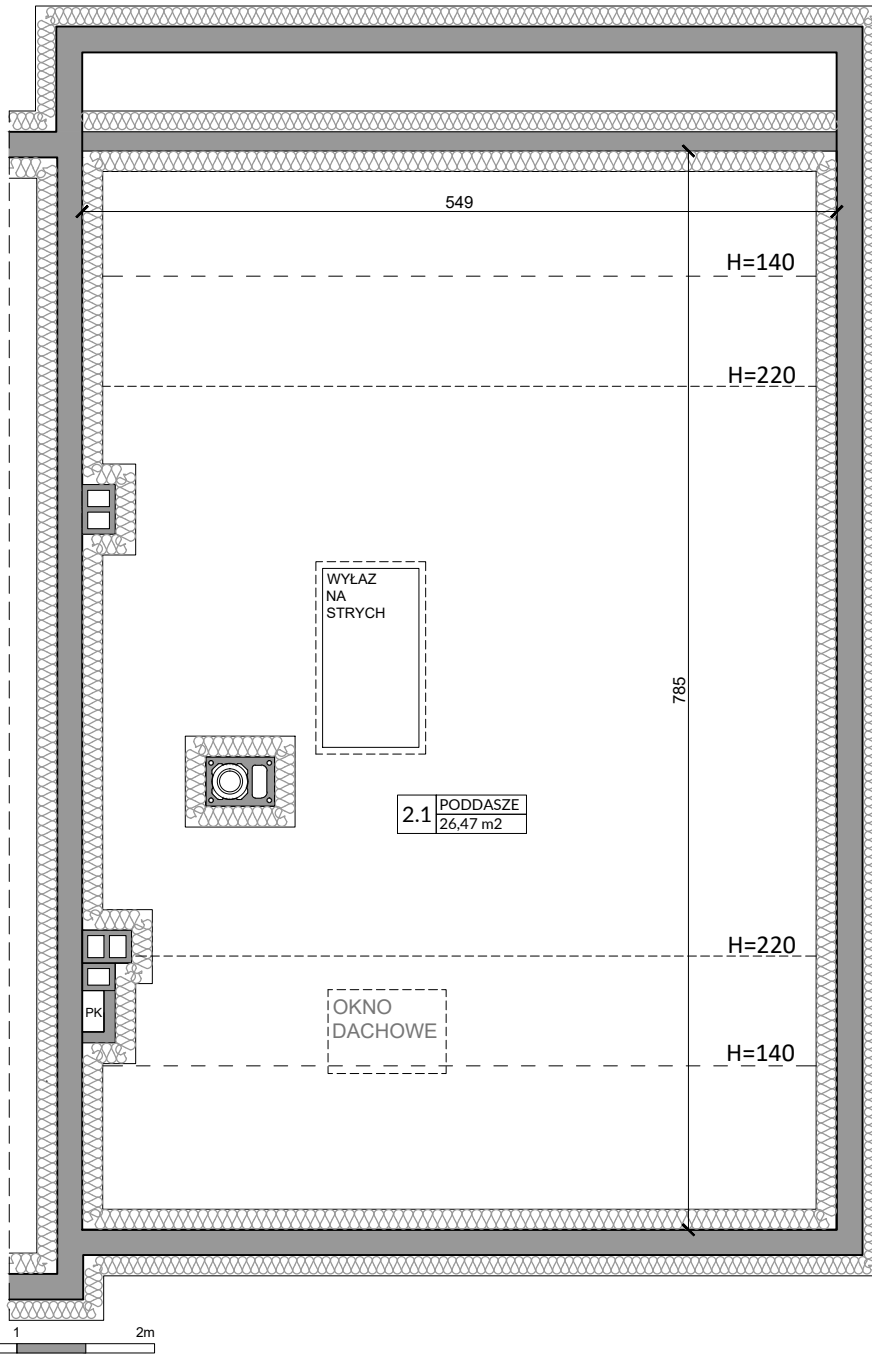 549
H=140
H=220
WYŁAZ
NA
STRYCH
785
2.1
PODDASZE
26,47 m2
H=220
OKNO
DACHOWE
PK
H=140
1
2m